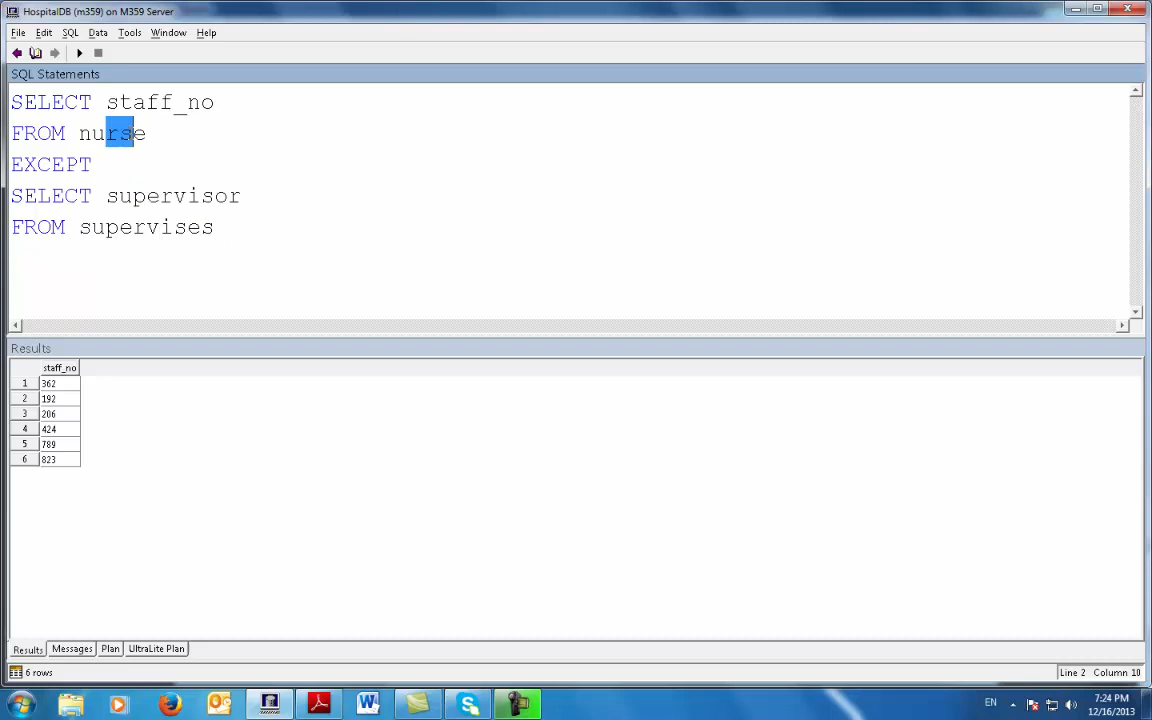 HospitalDB (m359) on M359 Server
File Edit SQL Data Tools Window Help
SQL Statements
SELECT staff_no
FROM nurse
EXCEPT
SELECT supervisor
FROM supervises
Results
staff_no
1 362
2 192
3 206
4 424
5 789
6 823
Results Messages Plan UltraLite Plan
6 rows
Line 2 Column 10
EN
7:24 PM
12/16/2013